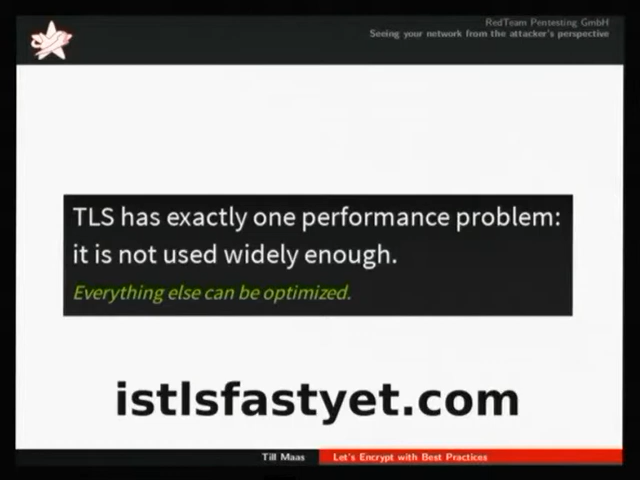 RedTeam Pentesting GmbH
Seeing your network from the attacker's perspective
TLS has exactly one performance problem:
it is not used widely enough.
Everything else can be optimized.
istlsfastyet.com
Till Maas
Let's Encrypt with Best Practices